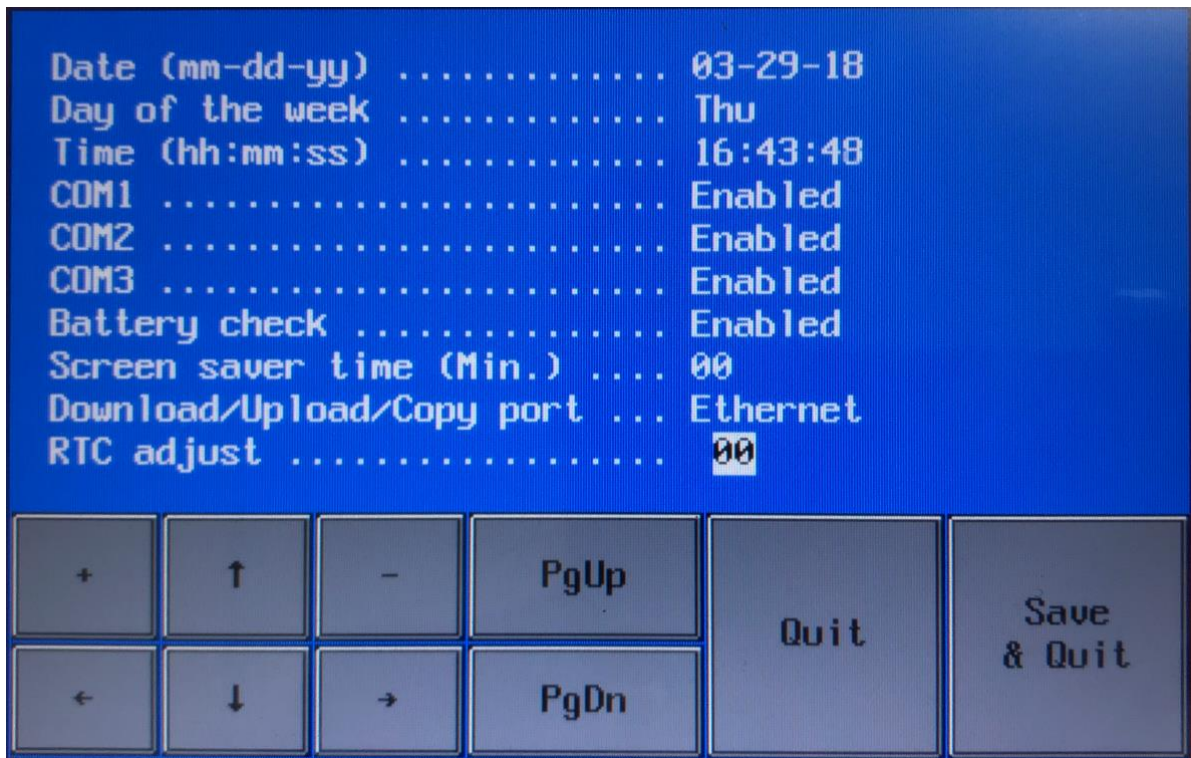 Date (mm-dd-yy) ............. 03-29-18
Day of the week ............. Thu
Time (hh:mm:ss) ............. 16:43:48
COM1 ........................ Enabled
COM2 ........................ Enabled
COM3 ........................ Enabled
Battery check ............... Enabled
Screen saver time (Min.) .... 00
Download/Upload/Copy port ... Ethernet
RTC adjust .................. 00
+ ↑ - PgUp
Quit
Save
& Quit
← ↓ → PgDn